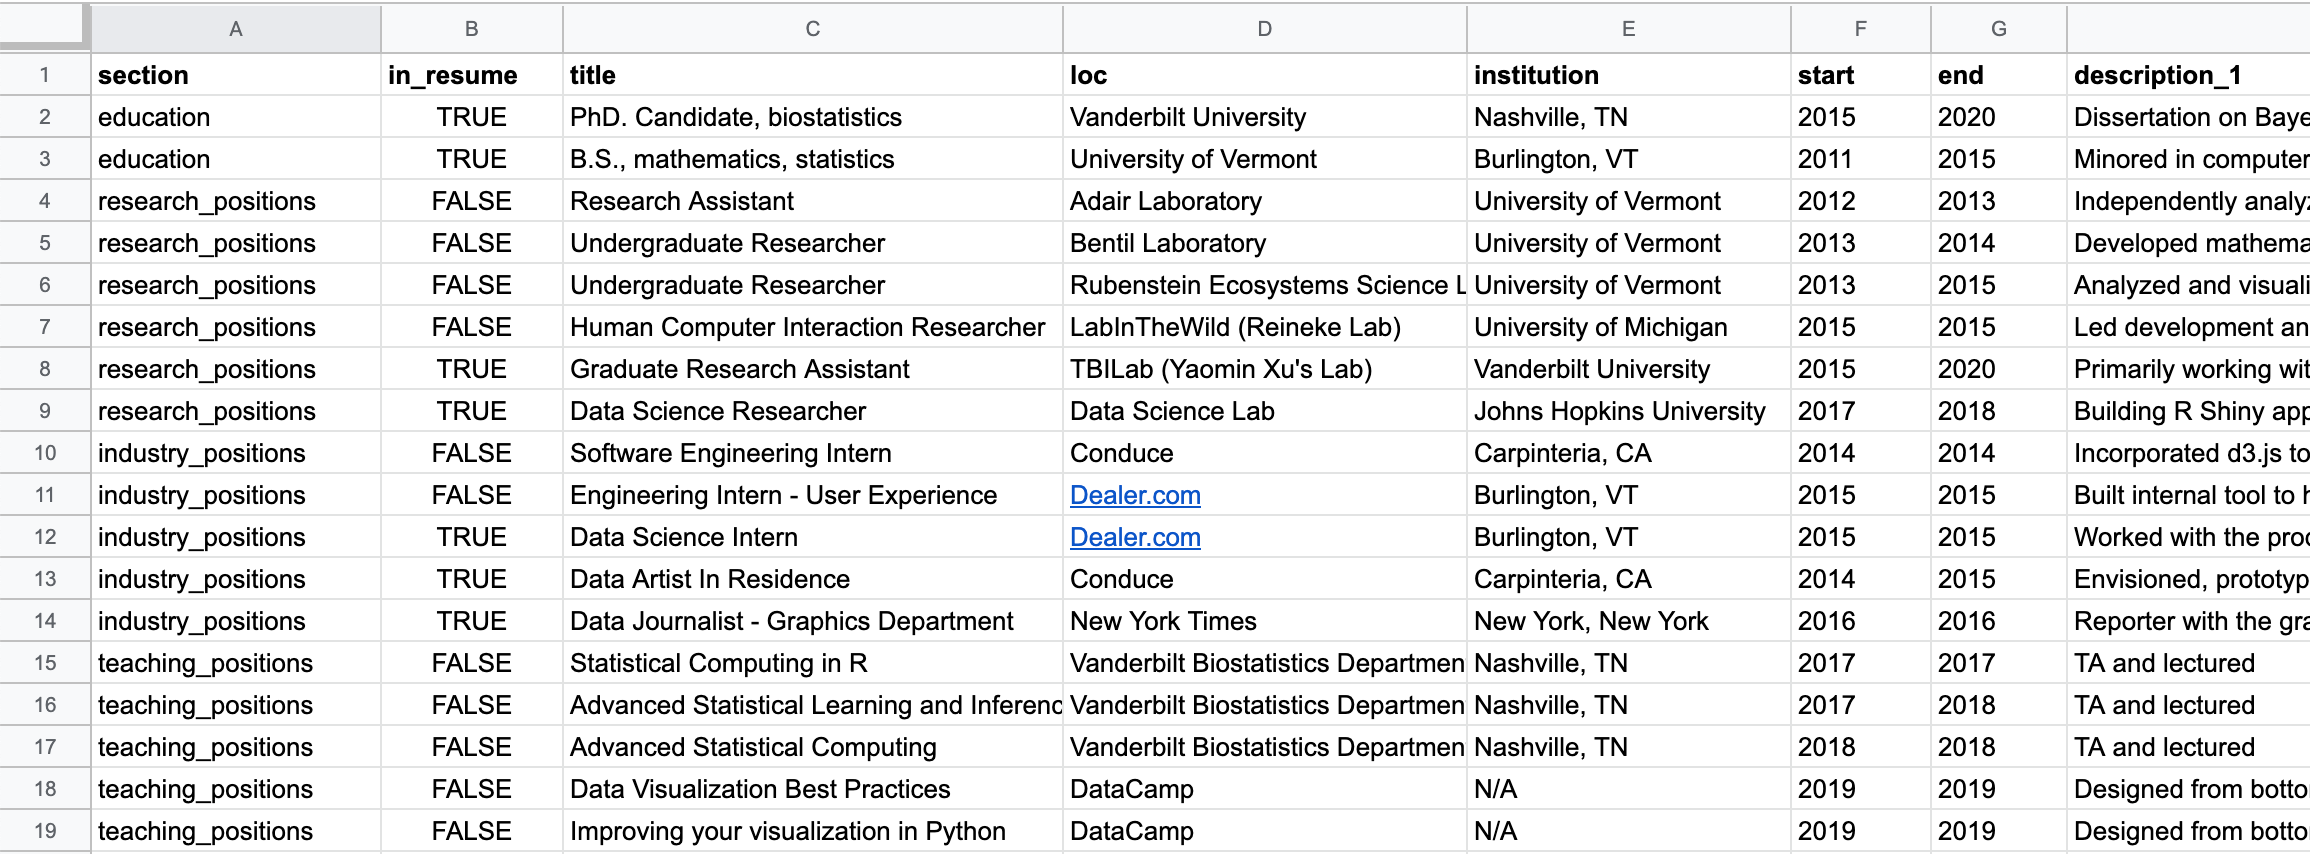 A B C D E F G
1 section in_resume title loc institution start end description_1
2 education TRUE PhD. Candidate, biostatistics Vanderbilt University Nashville, TN 2015 2020 Dissertation on Baye
3 education TRUE B.S., mathematics, statistics University of Vermont Burlington, VT 2011 2015 Minored in computer
4 research_positions FALSE Research Assistant Adair Laboratory University of Vermont 2012 2013 Independently analyz
5 research_positions FALSE Undergraduate Researcher Bentil Laboratory University of Vermont 2013 2014 Developed mathema
6 research_positions FALSE Undergraduate Researcher Rubenstein Ecosystems Science L University of Vermont 2013 2015 Analyzed and visuali
7 research_positions FALSE Human Computer Interaction Researcher LabInTheWild (Reineke Lab) University of Michigan 2015 2015 Led development an
8 research_positions TRUE Graduate Research Assistant TBILab (Yaomin Xu's Lab) Vanderbilt University 2015 2020 Primarily working wit
9 research_positions TRUE Data Science Researcher Data Science Lab Johns Hopkins University 2017 2018 Building R Shiny app
10 industry_positions FALSE Software Engineering Intern Conduce Carpinteria, CA 2014 2014 Incorporated d3.js to
11 industry_positions FALSE Engineering Intern - User Experience Dealer.com Burlington, VT 2015 2015 Built internal tool to h
12 industry_positions TRUE Data Science Intern Dealer.com Burlington, VT 2015 2015 Worked with the proc
13 industry_positions TRUE Data Artist In Residence Conduce Carpinteria, CA 2014 2015 Envisioned, prototyp
14 industry_positions TRUE Data Journalist - Graphics Department New York Times New York, New York 2016 2016 Reporter with the gra
15 teaching_positions FALSE Statistical Computing in R Vanderbilt Biostatistics Departmen Nashville, TN 2017 2017 TA and lectured
16 teaching_positions FALSE Advanced Statistical Learning and Inferenc Vanderbilt Biostatistics Departmen Nashville, TN 2017 2018 TA and lectured
17 teaching_positions FALSE Advanced Statistical Computing Vanderbilt Biostatistics Departmen Nashville, TN 2018 2018 TA and lectured
18 teaching_positions FALSE Data Visualization Best Practices DataCamp N/A 2019 2019 Designed from botto
19 teaching_positions FALSE Improving your visualization in Python DataCamp N/A 2019 2019 Designed from botto